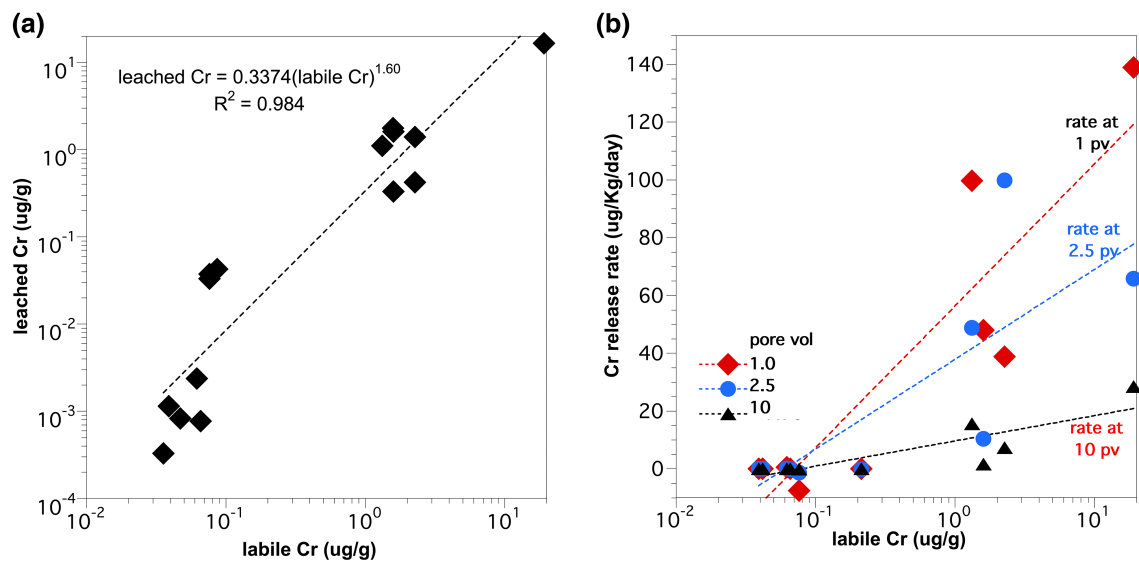 (a)
leached Cr (ug/g)
10^1
10^0
10^-1
10^-2
10^-3
10^-4
leached Cr = 0.3374(labile Cr)^1.60
R^2 = 0.984
10^-2 10^-1 10^0 10^1
labile Cr (ug/g)
(b)
Cr release rate (ug/Kg/day)
140
120
100
80
60
40
20
0
rate at
1 pv
rate at
2.5 pv
pore vol
1.0
2.5
10
rate at
10 pv
10^-2 10^-1 10^0 10^1
labile Cr (ug/g)